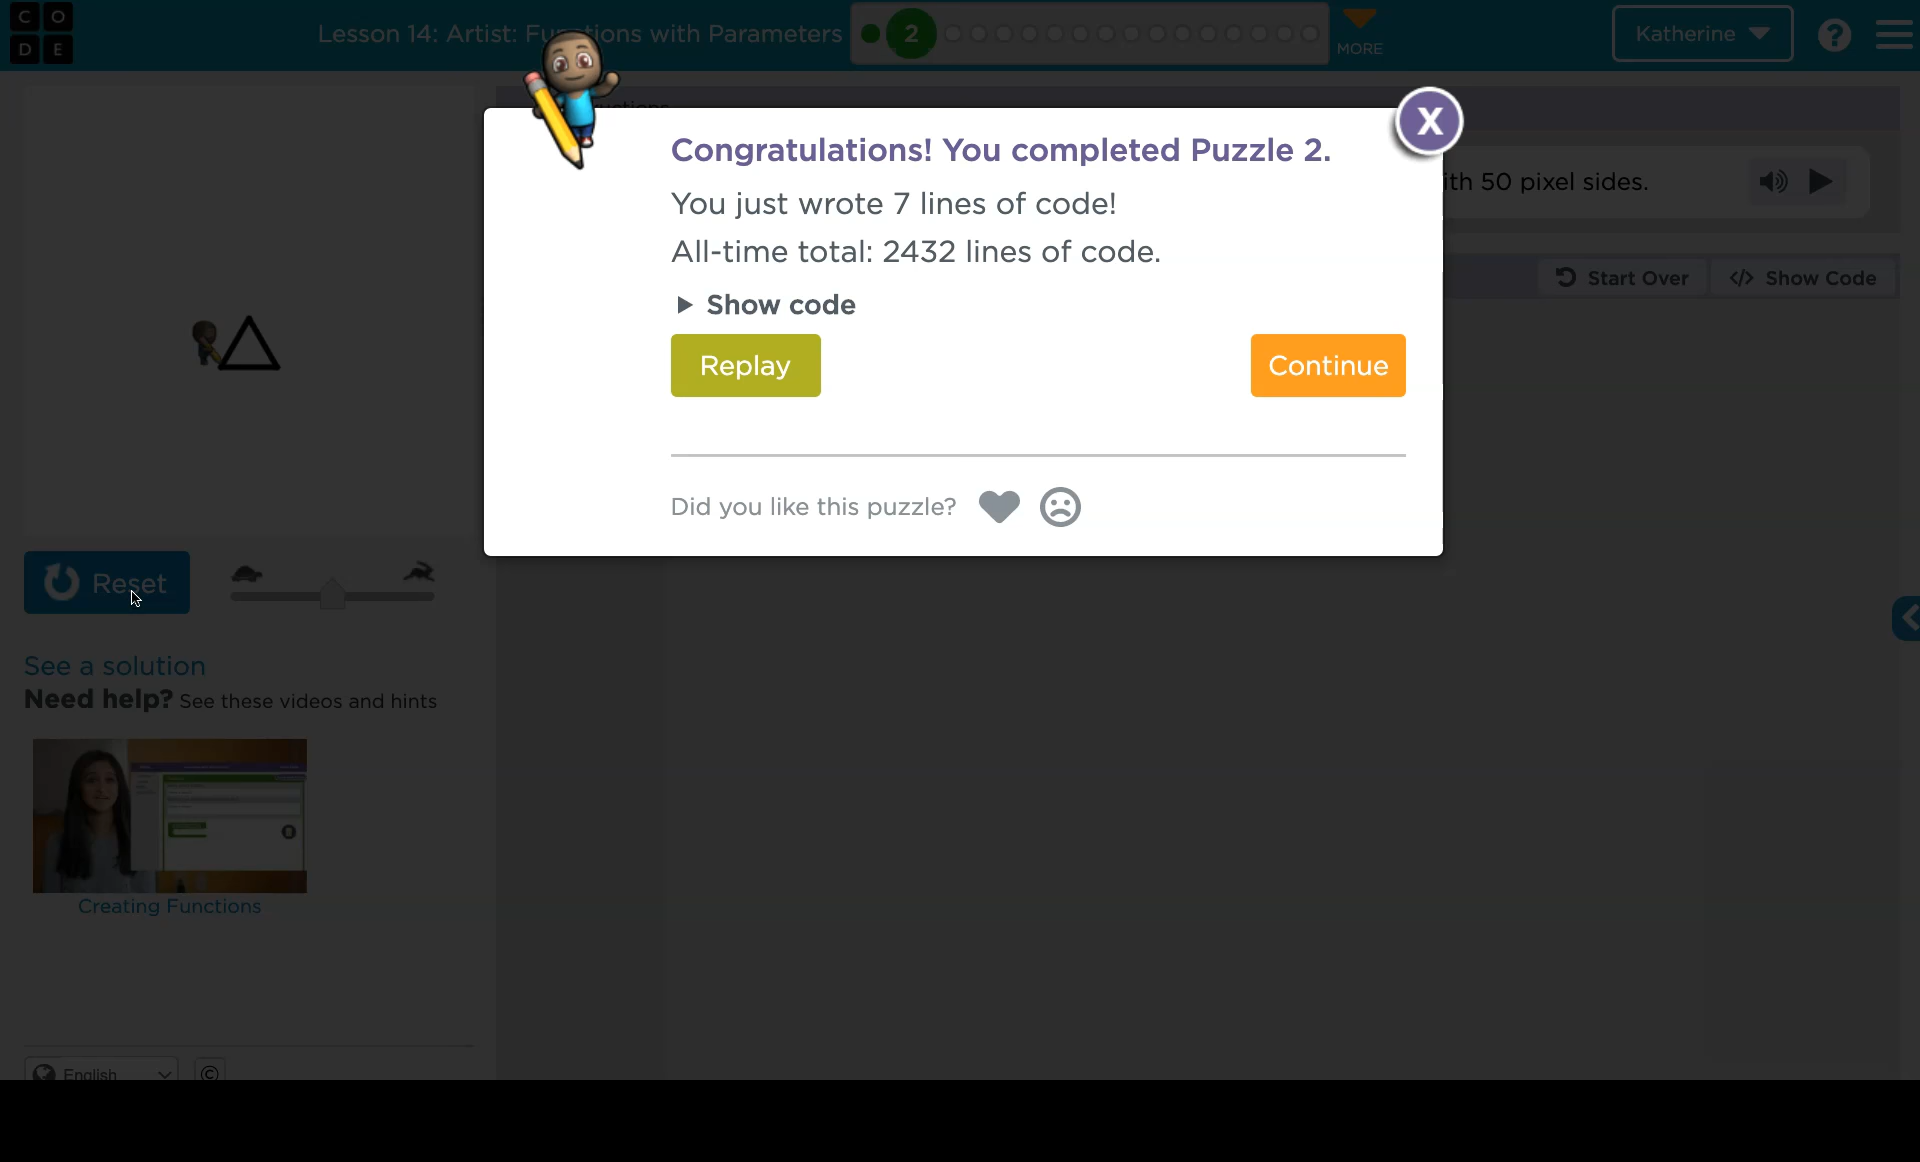 CODE
Lesson 14: Artist: Functions with Parameters
2
MORE
Katherine
?
X
Congratulations! You completed Puzzle 2.
You just wrote 7 lines of code!
All-time total: 2432 lines of code.
Show code
Replay
Continue
Did you like this puzzle?
ith 50 pixel sides.
Start Over
</> Show Code
Reset
See a solution
Need help? See these videos and hints
Creating Functions
English
©